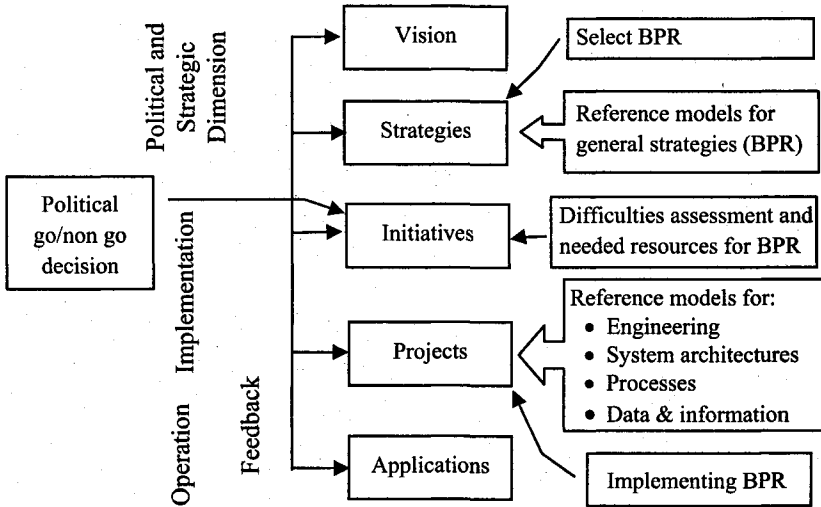 Political and
Strategic
Dimension
Implementation
Operation
Feedback
Political
go/non go
decision
Vision
Strategies
Initiatives
Projects
Applications
Select BPR
Reference models for
general strategies (BPR)
Difficulties assessment and
needed resources for BPR
Reference models for:
• Engineering
• System architectures
• Processes
• Data & information
Implementing BPR